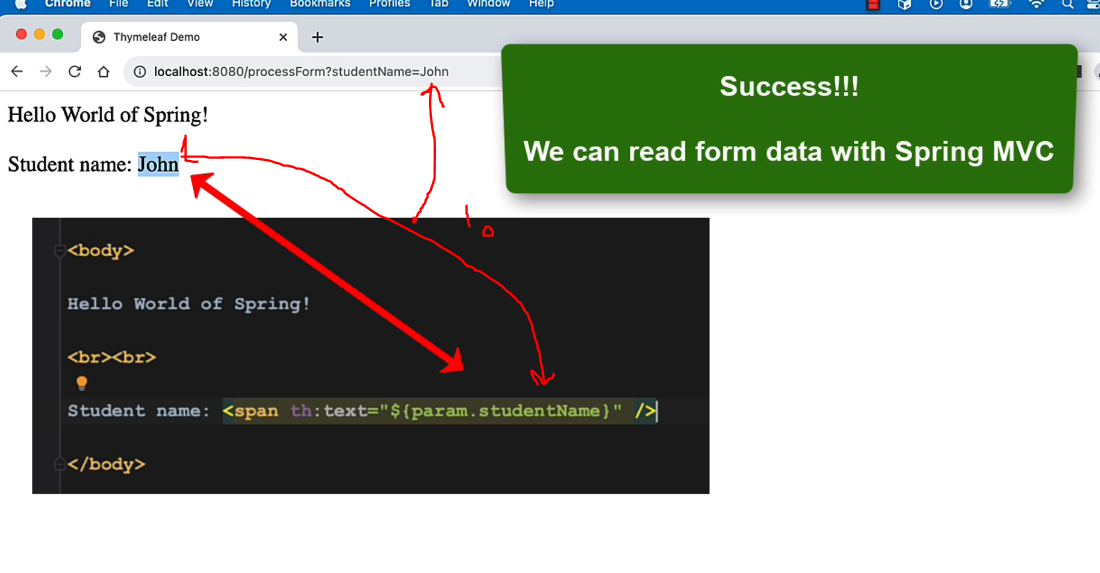 Chrome File Edit View History Bookmarks Profiles Tab Window Help
Thymeleaf Demo
localhost:8080/processForm?studentName=John
Success!!!
We can read form data with Spring MVC
Hello World of Spring!
Student name: John
<body>
Hello World of Spring!
<br><br>
Student name: <span th:text="${param.studentName}" />
</body>